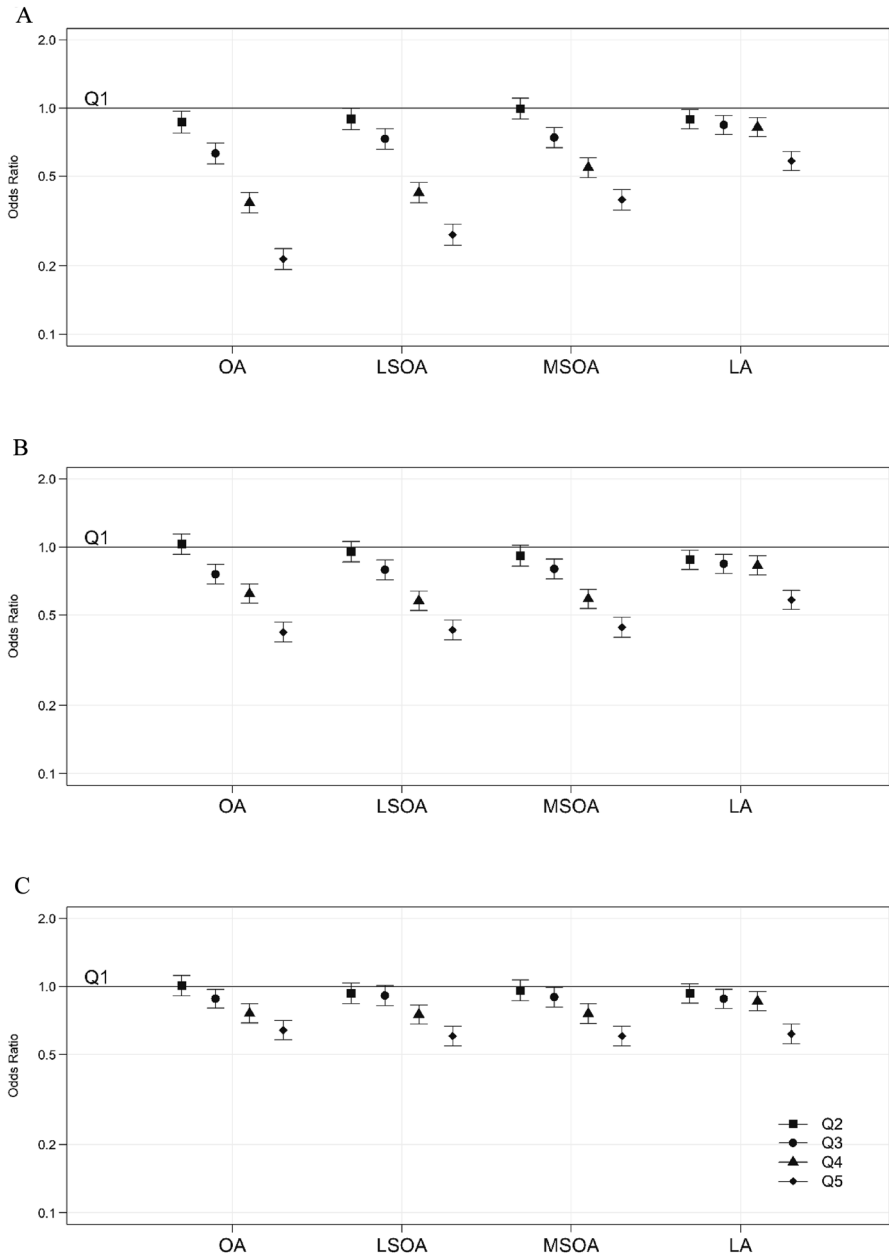 A
2.0
Q1
1.0
Odds Ratio
0.5
0.2
0.1
OA LSOA MSOA LA
B
2.0
Q1
1.0
Odds Ratio
0.5
0.2
0.1
OA LSOA MSOA LA
C
2.0
Q1
1.0
Odds Ratio
0.5
Q2
0.2
Q3
Q4
Q5
0.1
OA LSOA MSOA LA